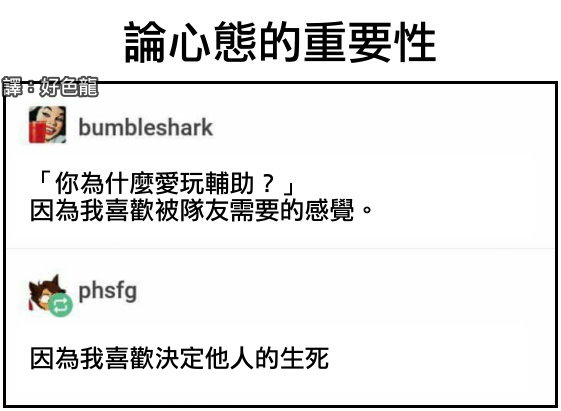 論心態的重要性
譯：好色龍
bumbleshark
「你為什麼愛玩輔助？」
因為我喜歡被隊友需要的感覺。
phsfg
因為我喜歡決定他人的生死